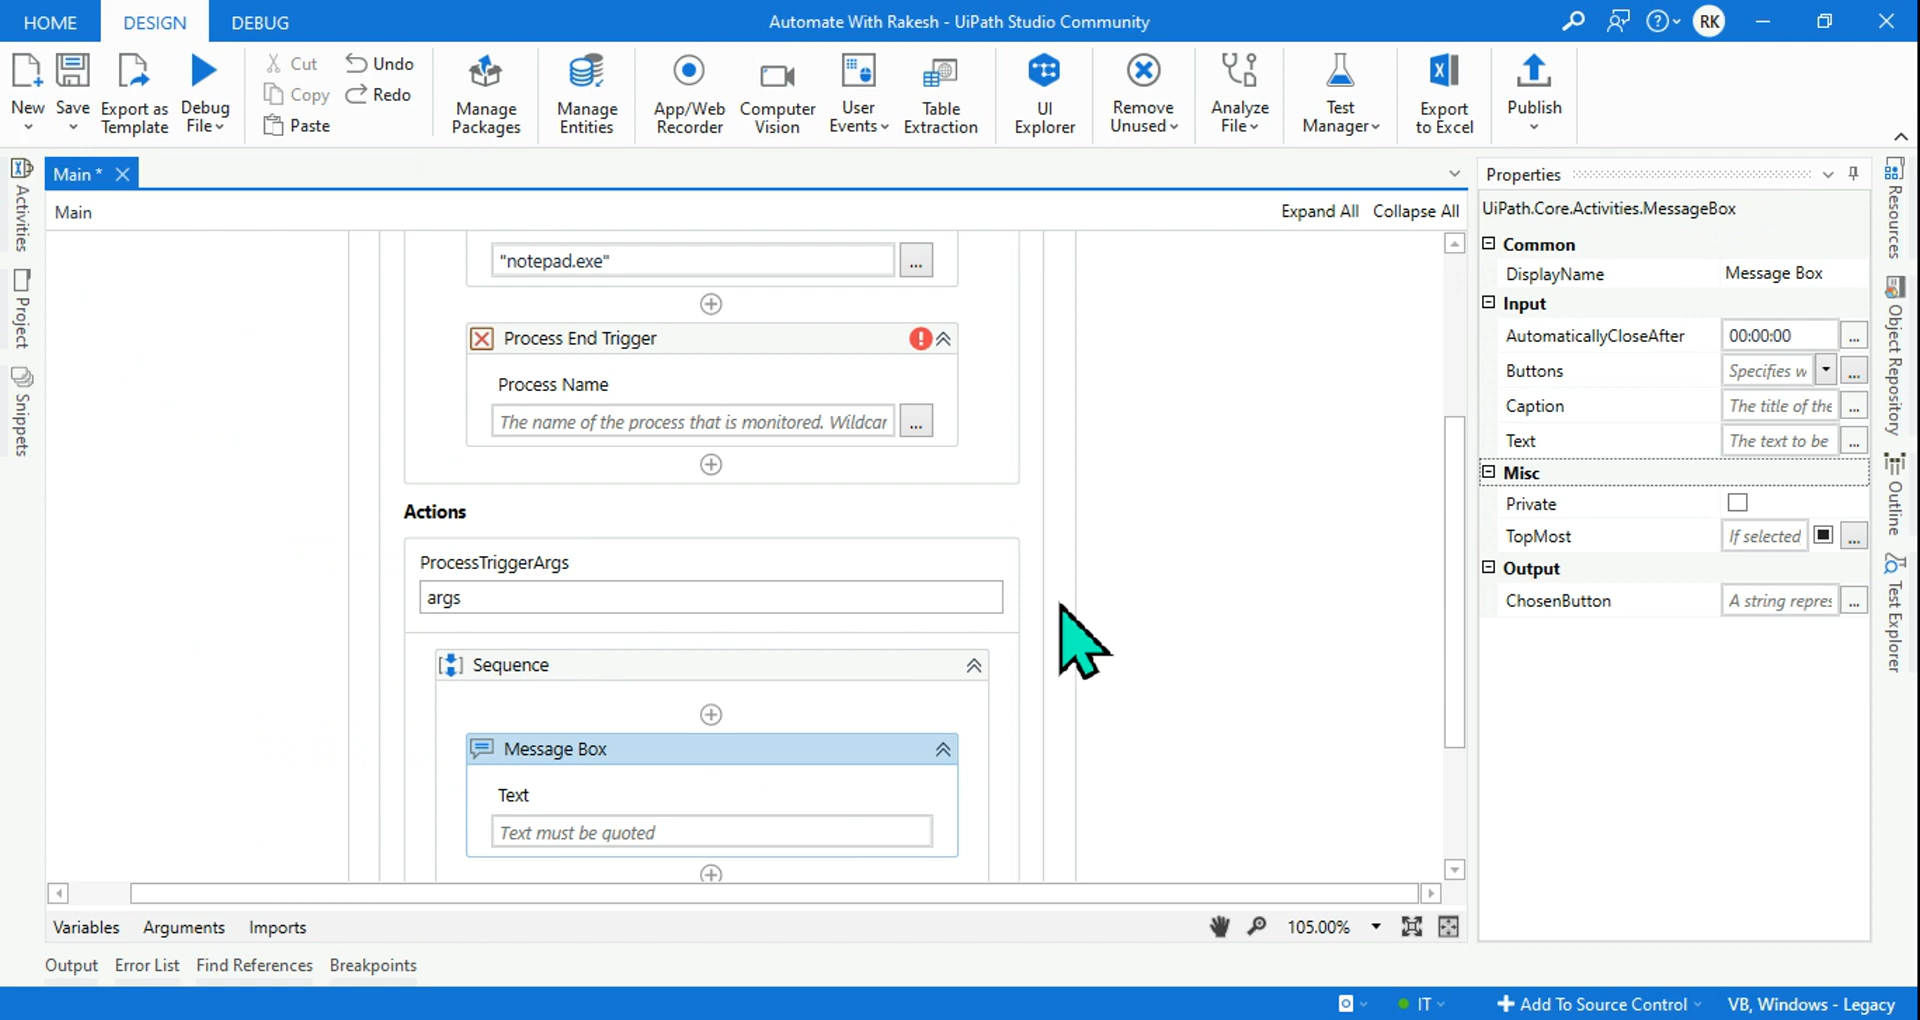 HOME DESIGN DEBUG Automate With Rakesh - UiPath Studio Community RK
New Save Export as Template Debug File Cut Copy Paste Undo Redo Manage Packages Manage Entities App/Web Recorder Computer Vision User Events Table Extraction UI Explorer Remove Unused Analyze File Test Manager Export to Excel Publish
Activities
Project
Snippets
Main *
Main Expand All Collapse All
"notepad.exe" ...
Process End Trigger
Process Name
The name of the process that is monitored. Wildcar ...
Actions
ProcessTriggerArgs
args
Sequence
Message Box
Text
Text must be quoted
Variables Arguments Imports 105.00%
Output Error List Find References Breakpoints
Properties
UiPath.Core.Activities.MessageBox
Common
DisplayName Message Box
Input
AutomaticallyCloseAfter 00:00:00 ...
Buttons Specifies w ...
Caption The title of the ...
Text The text to be ...
Misc
Private
TopMost If selected ...
Output
ChosenButton A string repres ...
Resources
Object Repository
Outline
Test Explorer
IT Add To Source Control VB, Windows - Legacy